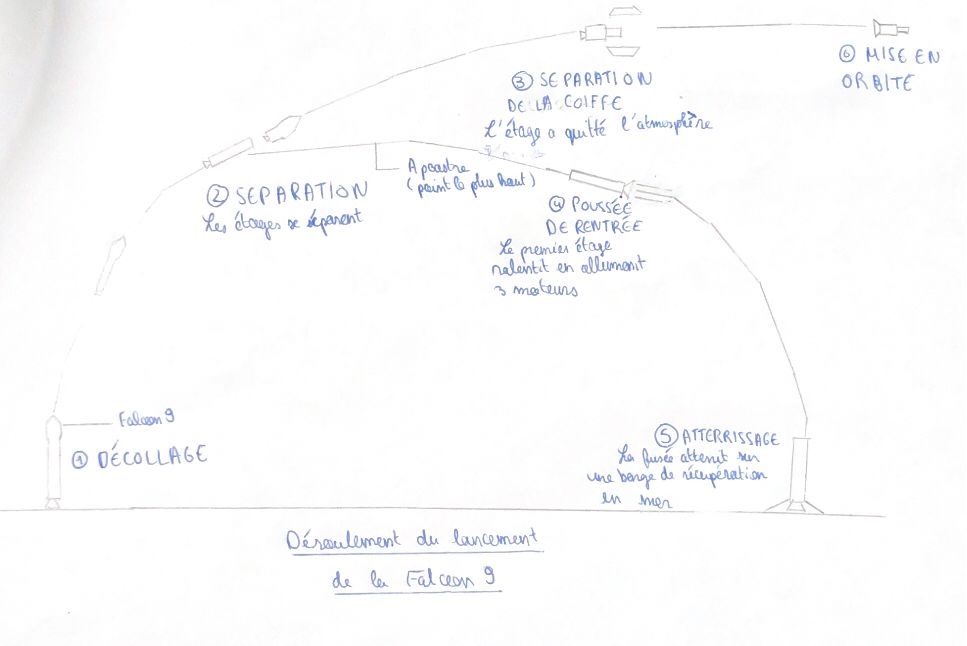 ⑥ MISE EN
ORBITE
③ SEPARATION
DE LA COIFFE
L'étage a quitté l'atmosphère
Apoastre
(point le plus haut)
② SEPARATION
Les étages se séparent
④ POUSSÉE
DE RENTRÉE
Le premier étage
ralentit en allumant
3 moteurs
Falcon 9
① DÉCOLLAGE
⑤ ATTERRISSAGE
La fusée atterrit sur
une barge de récupération
en mer
Déroulement du lancement
de la Falcon 9